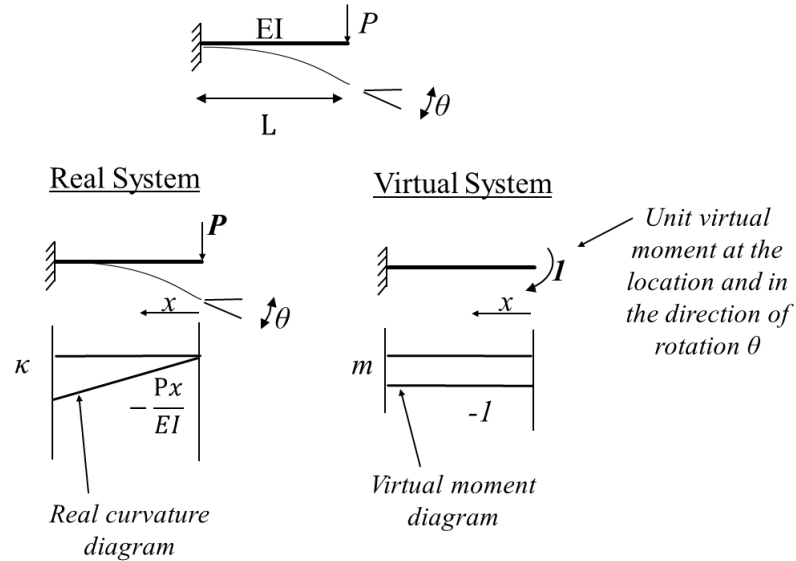 EI
P
θ
L
Real System
Virtual System
P
θ
x
κ
− Px/EI
1
x
m
-1
Unit virtual
moment at the
location and in
the direction of
rotation θ
Real curvature
diagram
Virtual moment
diagram